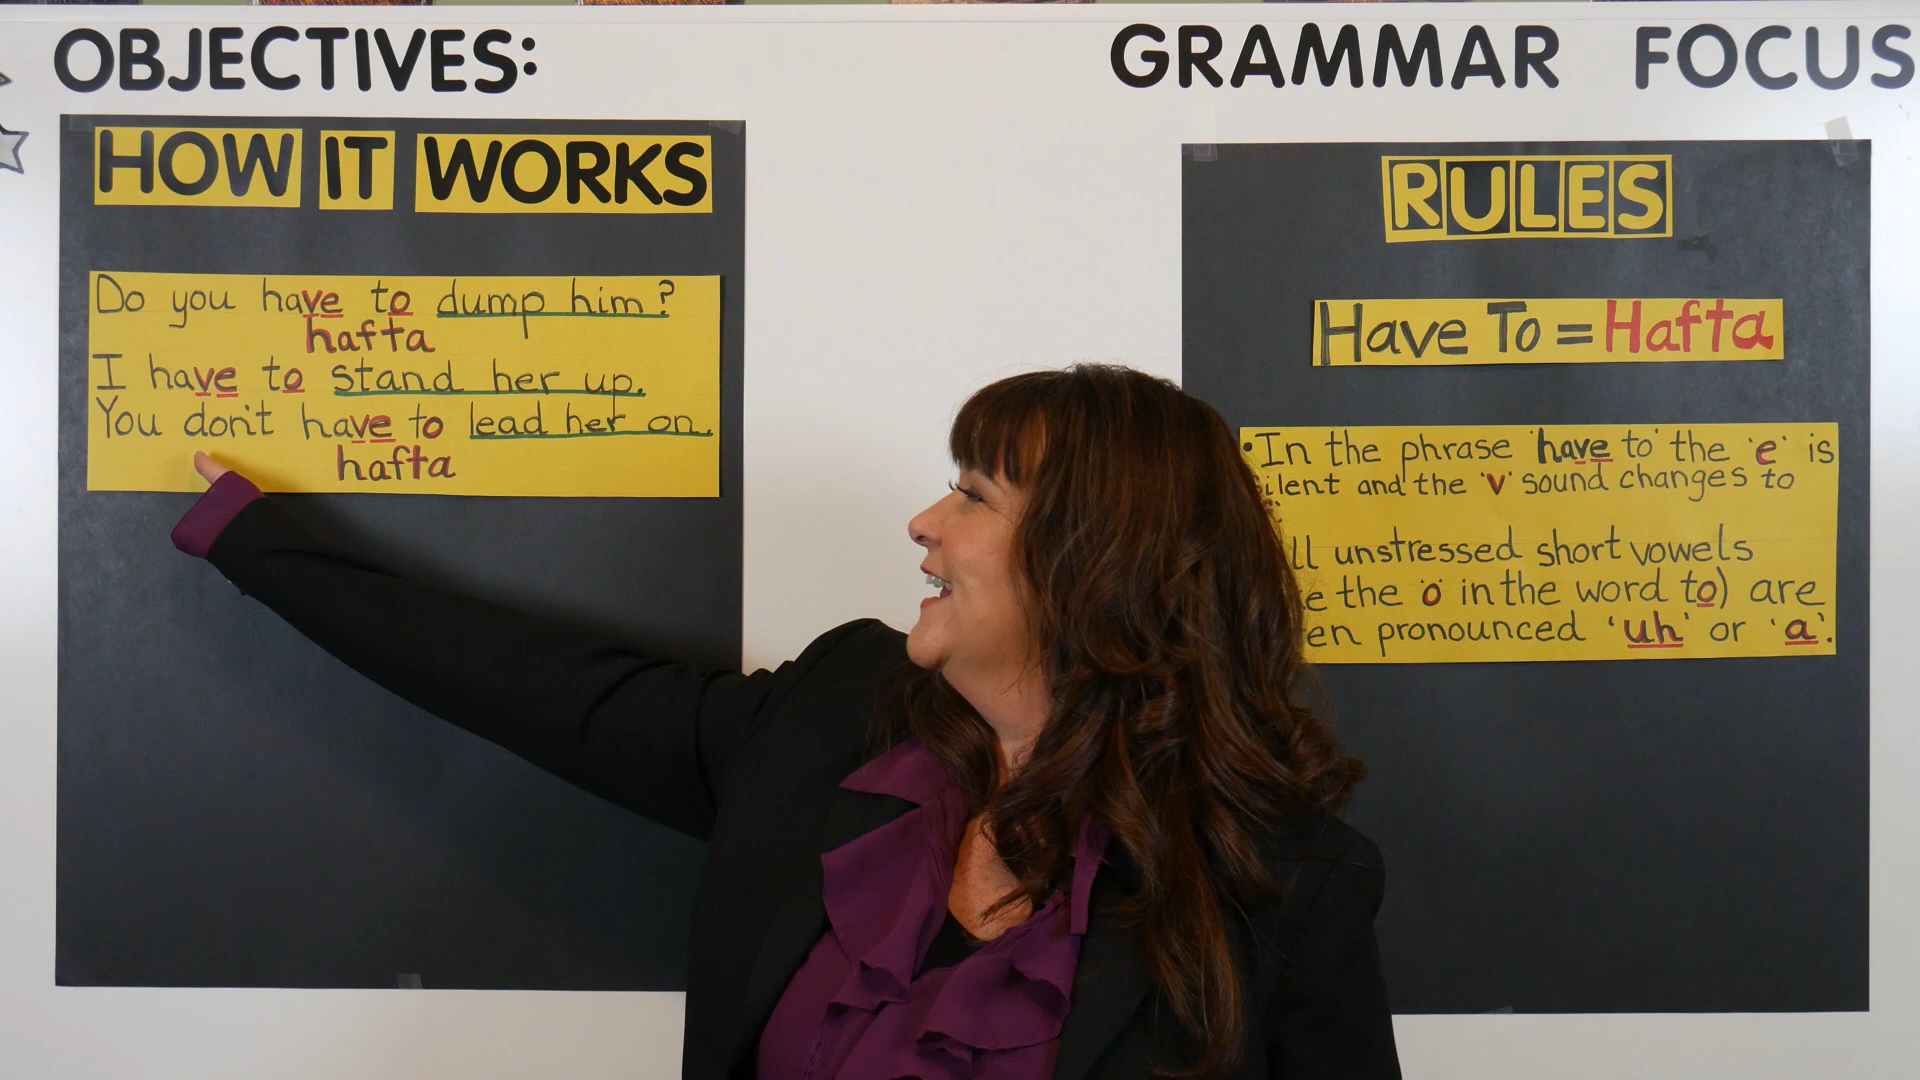 OBJECTIVES:
HOW IT WORKS
Do you have to dump him?
hafta
I have to stand her up.
You don't have to lead her on.
hafta
GRAMMAR FOCUS
RULES
Have To = Hafta
• In the phrase 'have to' the 'e' is
silent and the 'v' sound changes to
unstressed short vowels
the 'o' in the word to) are
pronounced 'uh' or 'a'.